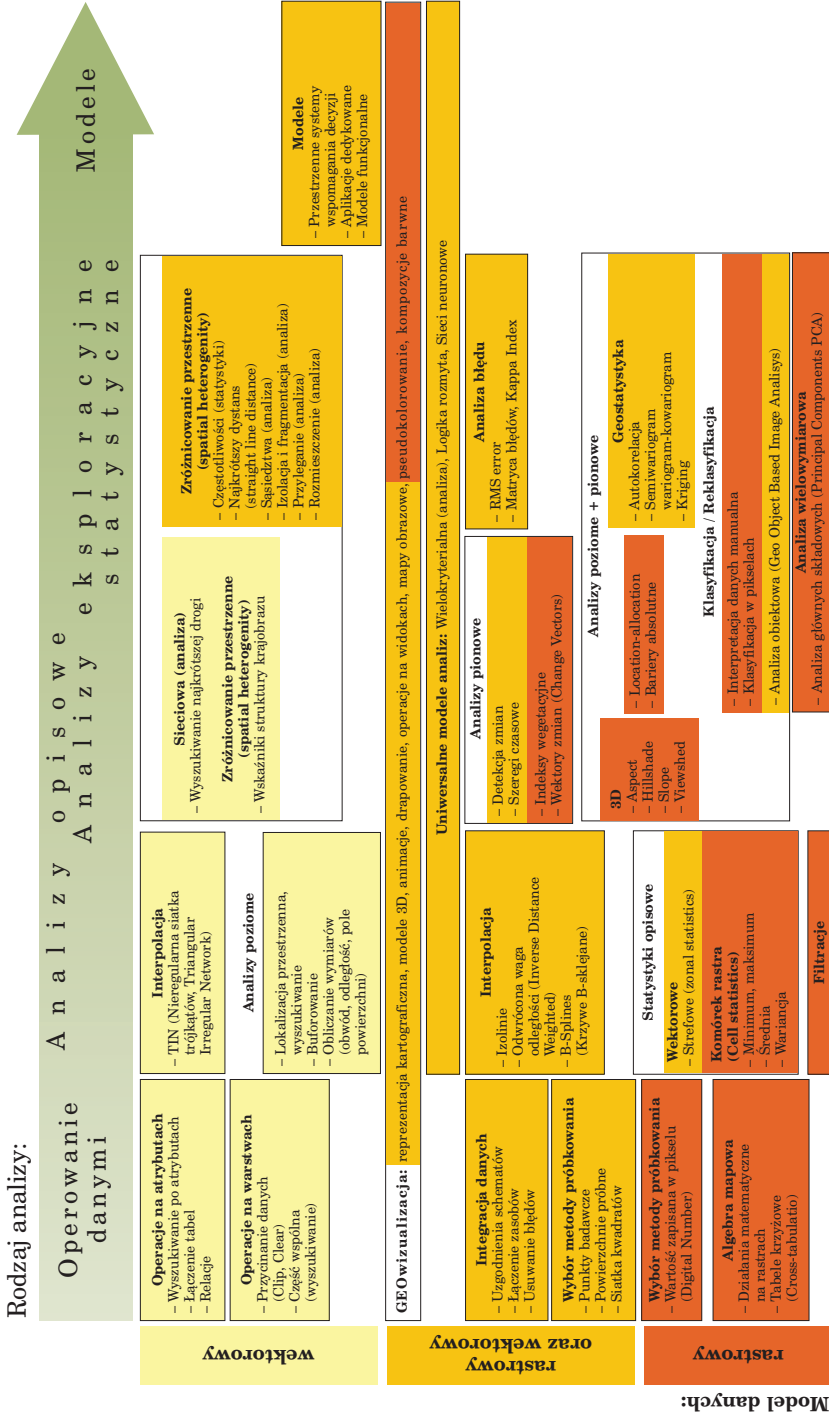 Rodzaj analizy:
Operowanie
danymi
Analizy opisowe
Analizy eksploracyjne
statystyczne
Modele
Model danych:
wektorowy
Operacje na atrybutach
– Wyszukiwanie po atrybutach
– Łączenie tabel
– Relacje
Operacje na warstwach
– Przycinanie danych
(Clip, Clear)
– Część wspólna
(wyszukiwanie)
Interpolacja
– TIN (Nieregularna siatka
trójkątów, Triangular
Irregular Network)
Analizy poziome
– Lokalizacja przestrzenna,
wyszukiwanie
– Buforowanie
– Obliczanie wymiarów
(obwód, odległość, pole
powierzchni)
Sieciowa (analiza)
– Wyszukiwanie najkrótszej drogi
Zróżnicowanie przestrzenne
(spatial heterogenity)
– Wskaźniki struktury krajobrazu
Zróżnicowanie przestrzenne
(spatial heterogenity)
– Częstotliwości (statystyki)
– Najkrótszy dystans
(straight line distance)
– Sąsiedztwa (analiza)
– Izolacja i fragmentacja (analiza)
– Przyleganie (analiza)
– Rozmieszczenie (analiza)
Modele
– Przestrzenne systemy
wspomagania decyzji
– Aplikacje dedykowane
– Modele funkcjonalne
GEOwizualizacja: reprezentacja kartograficzna, modele 3D, animacje, drapowanie, operacje na widokach, mapy obrazowe, pseudokolorowanie, kompozycje barwne
Uniwersalne modele analiz: Wielokryterialna (analiza), Logika rozmyta, Sieci neuronowe
rastrowy
oraz wektorowy
Integracja danych
– Uzgodnienia schematów
– Łączenie zasobów
– Usuwanie błędów
Wybór metody próbkowania
– Punkty badawcze
– Powierzchnie próbne
– Siatka kwadratów
Interpolacja
– Izolinie
– Odwrócona waga
odległości (Inverse Distance
Weighted)
– B-Splines
(Krzywe B-sklejane)
Analizy pionowe
– Detekcja zmian
– Szeregi czasowe
– Indeksy wegetacyjne
– Wektory zmian (Change Vectors)
Analiza błędu
– RMS error
– Matryca błędów, Kappa Index
rastrowy
Wybór metody próbkowania
– Wartość zapisana w pikselu
(Digital Number)
Algebra mapowa
– Działania matematyczne
na rastrach
– Tabele krzyżowe
(Cross-tabulatio)
Statystyki opisowe
Wektorowe
– Strefowe (zonal statistics)
Komórek rastra
(Cell statistics)
– Minimum, maksimum
– Średnia
– Wariancja
Filtracje
Analizy poziome + pionowe
3D
– Aspect
– Hillshade
– Slope
– Viewshed
– Location-allocation
– Bariery absolutne
Geostatystyka
– Autokorelacja
– Semiwariogram
wariogram-kowariogram
– Kriging
Klasyfikacja / Reklasyfikacja
– Interpretacja danych manualna
– Klasyfikacja w pikselach
– Analiza obiektowa (Geo Object Based Image Analisys)
Analiza wielowymiarowa
– Analiza głównych składowych (Principal Components PCA)